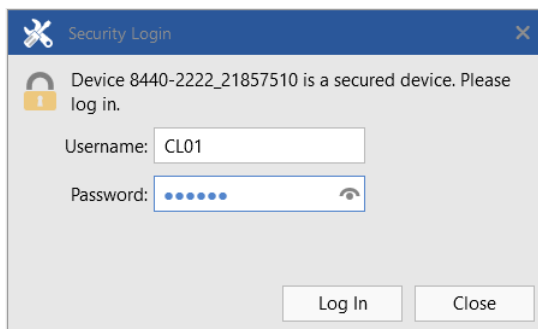 Security Login
Device 8440-2222_21857510 is a secured device. Please
log in.
Username: CL01
Password: ●●●●●●
Log In Close